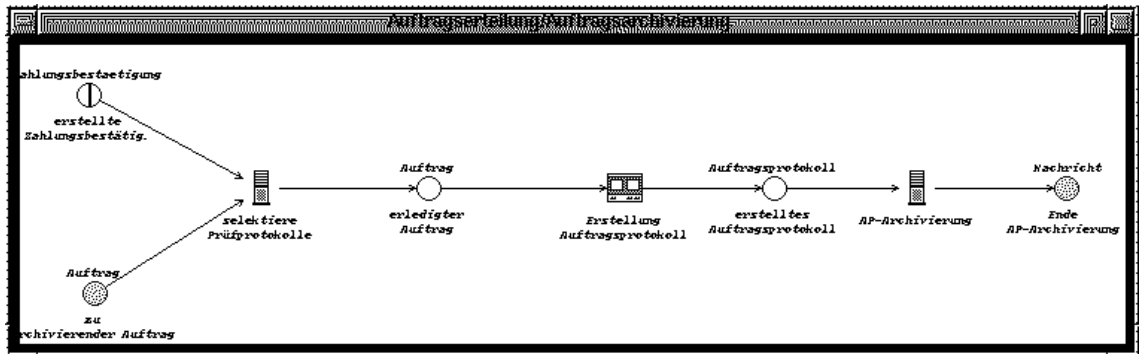 Auftragserteilung/Auftragsarchivierung
ahlungsbestaetigung
erstellte
Zahlungsbestätig.
selektiere
Prüfprotokolle
Auftrag
erledigter
Auftrag
Erstellung
Auftragsprotokoll
Auftragsprotokoll
erstelltes
Auftragsprotokoll
AP-Archivierung
Nachricht
Ende
AP-Archivierung
Auftrag
zu
rchivierender Auftrag